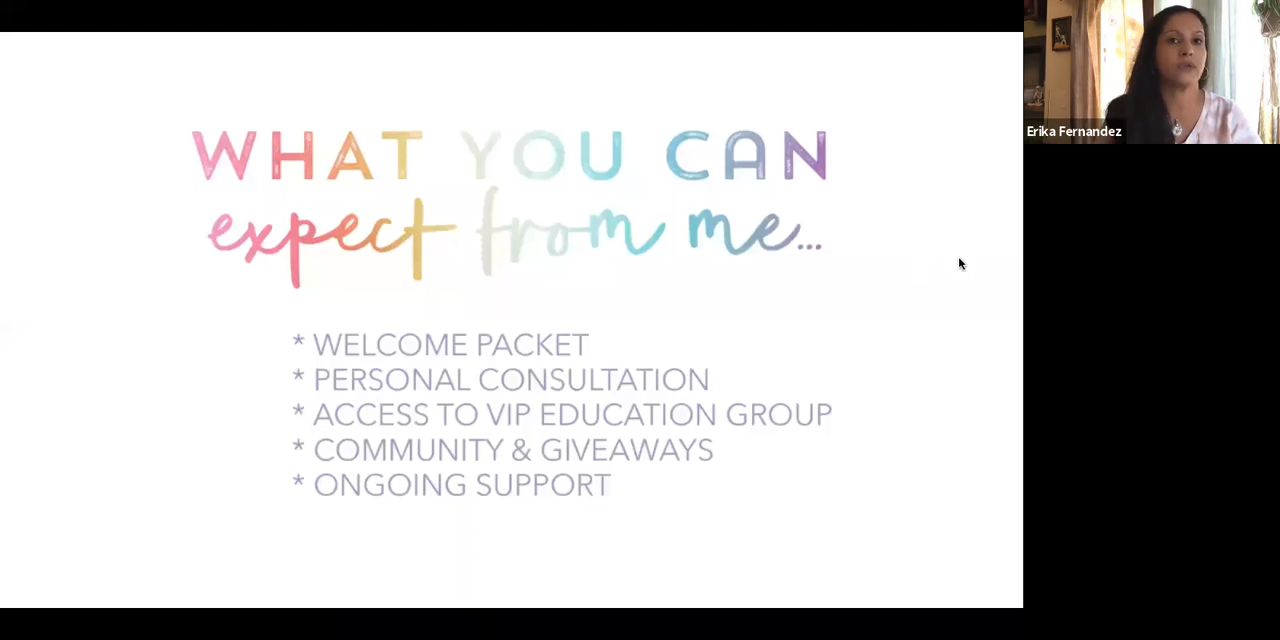 WHAT YOU CAN
expect from me...
* WELCOME PACKET
* PERSONAL CONSULTATION
* ACCESS TO VIP EDUCATION GROUP
* COMMUNITY & GIVEAWAYS
* ONGOING SUPPORT
Erika Fernandez